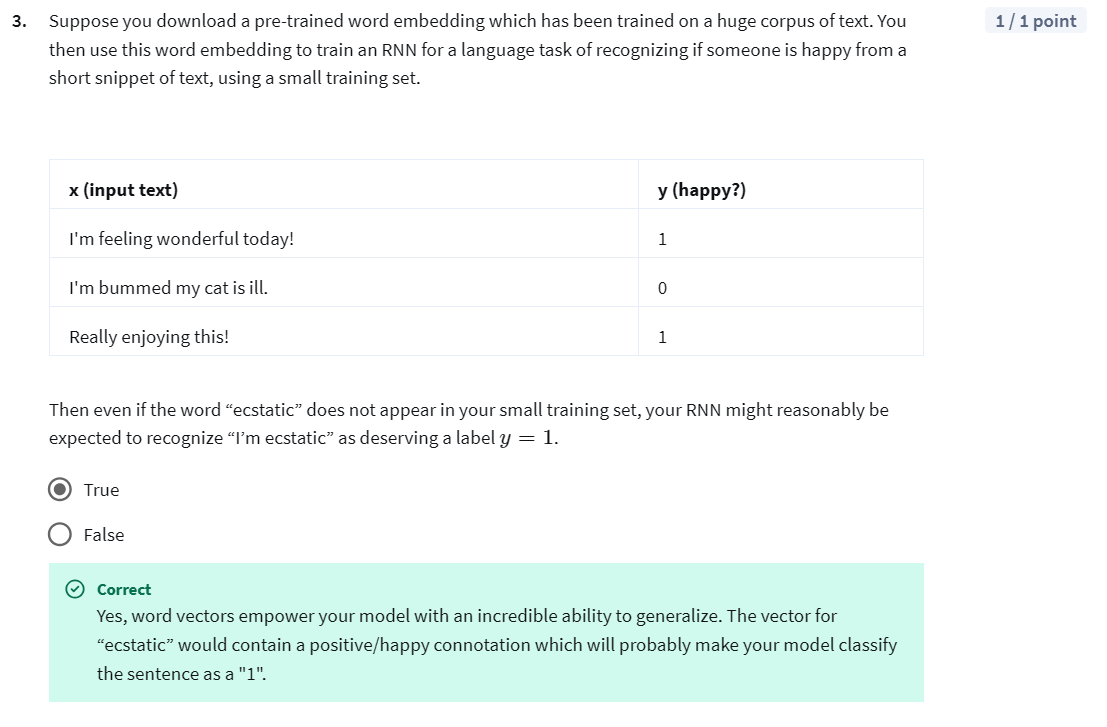 3. Suppose you download a pre-trained word embedding which has been trained on a huge corpus of text. You 1 / 1 point
then use this word embedding to train an RNN for a language task of recognizing if someone is happy from a
short snippet of text, using a small training set.
x (input text) y (happy?)
I'm feeling wonderful today! 1
I'm bummed my cat is ill. 0
Really enjoying this! 1
Then even if the word “ecstatic” does not appear in your small training set, your RNN might reasonably be
expected to recognize “I’m ecstatic” as deserving a label y = 1.
True
False
Correct
Yes, word vectors empower your model with an incredible ability to generalize. The vector for
“ecstatic” would contain a positive/happy connotation which will probably make your model classify
the sentence as a "1".